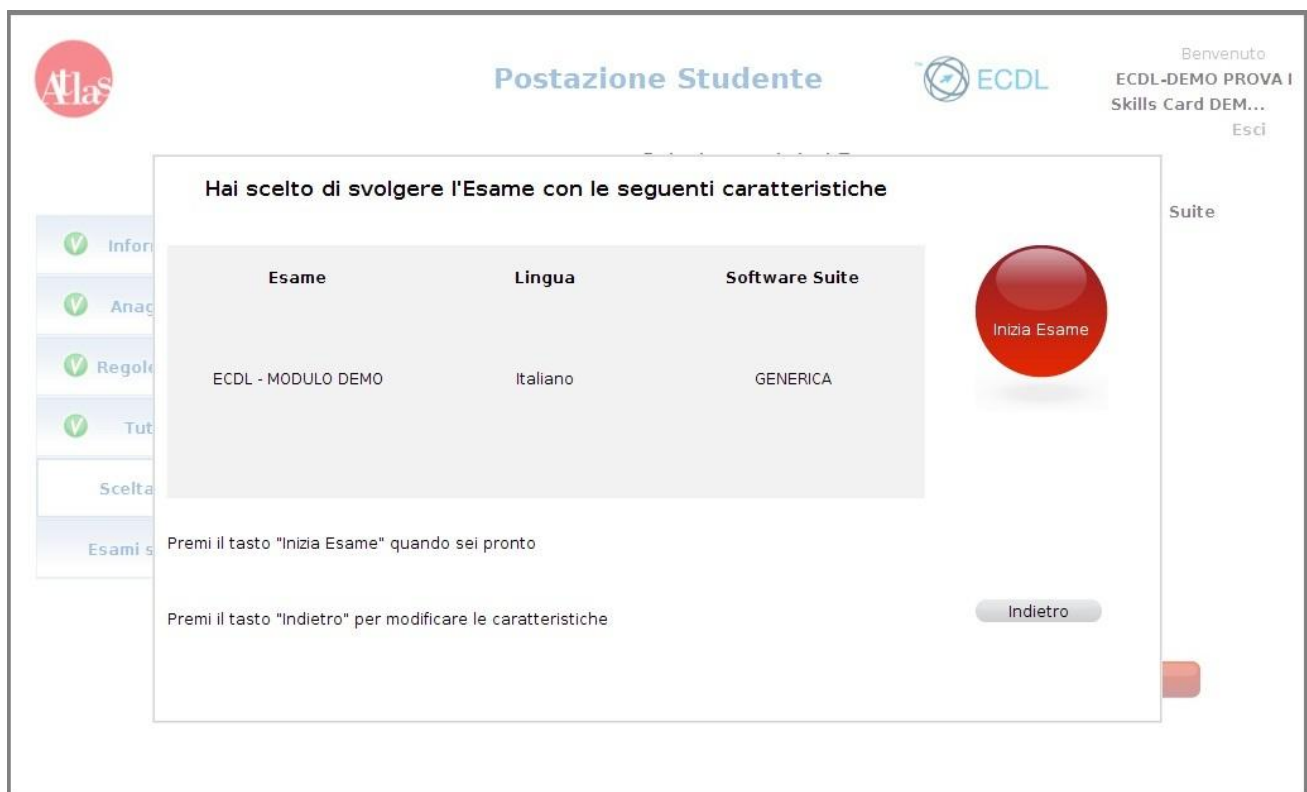 Atlas
Postazione Studente
ECDL
Benvenuto
ECDL-DEMO PROVA I
Skills Card DEM...
Esci
Hai scelto di svolgere l'Esame con le seguenti caratteristiche
Suite
Esame Lingua Software Suite
ECDL - MODULO DEMO Italiano GENERICA
Inizia Esame
Premi il tasto "Inizia Esame" quando sei pronto
Premi il tasto "Indietro" per modificare le caratteristiche
Indietro
Infor
Anag
Regole
Tut
Scelta
Esami s